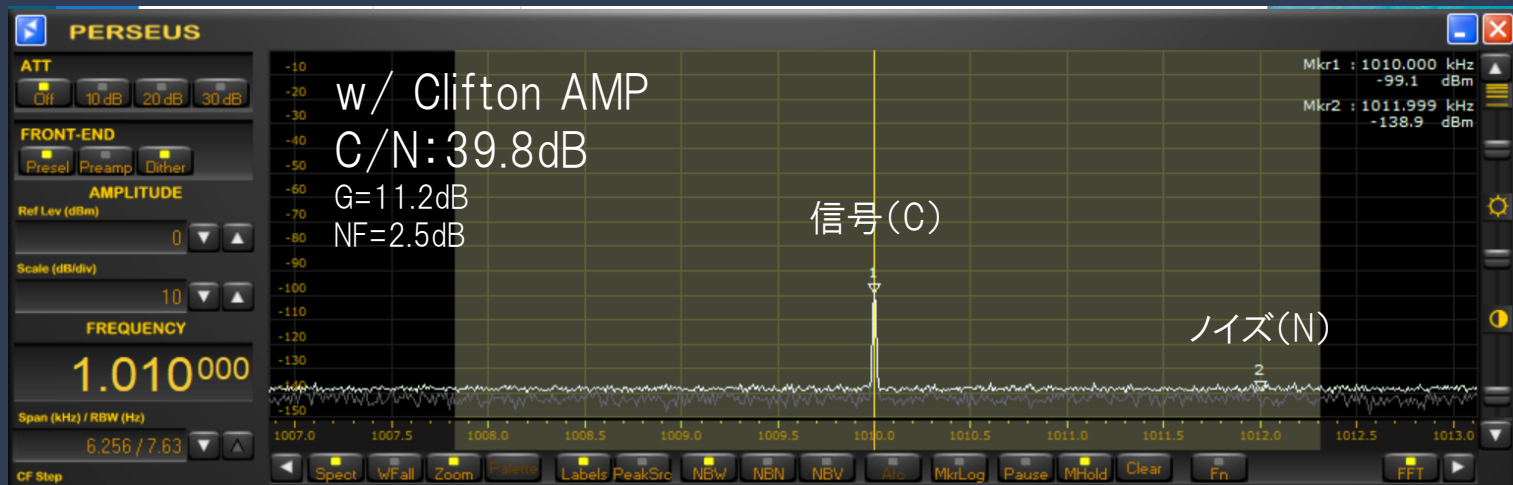 PERSEUS
ATT
Off 10 dB 20 dB 30 dB
FRONT-END
Presel Preamp Dither
AMPLITUDE
Ref Lev (dBm)
0
Scale (dB/div)
10
FREQUENCY
1.010000
Span (kHz) / RBW (Hz)
6.256 / 7.63
CF Step
w/ Clifton AMP
C/N:39.8dB
G=11.2dB
NF=2.5dB
Mkr1 : 1010.000 kHz
-99.1 dBm
Mkr2 : 1011.999 kHz
-138.9 dBm
信号(C)
1
ノイズ(N)
2
-10
-20
-30
-40
-50
-60
-70
-80
-90
-100
-110
-120
-130
-140
-150
1007.0 1007.5 1008.0 1008.5 1009.0 1009.5 1010.0 1010.5 1011.0 1011.5 1012.0 1012.5 1013.0
Spect WFall Zoom Palette Labels PeakSrc NBW NBN NBV MkrLog Pause MHold Clear Fn FFT